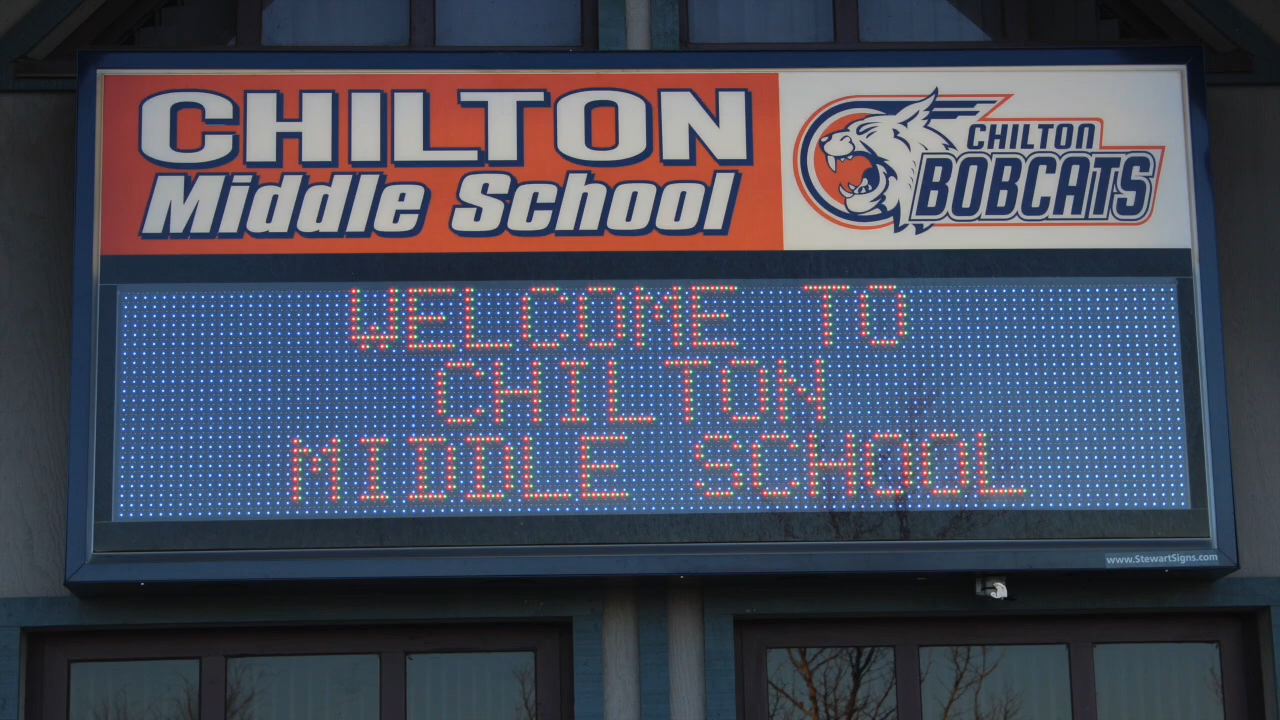 CHILTON
Middle School
CHILTON
BOBCATS
WELCOME TO
CHILTON
MIDDLE SCHOOL
www.StewartSigns.com